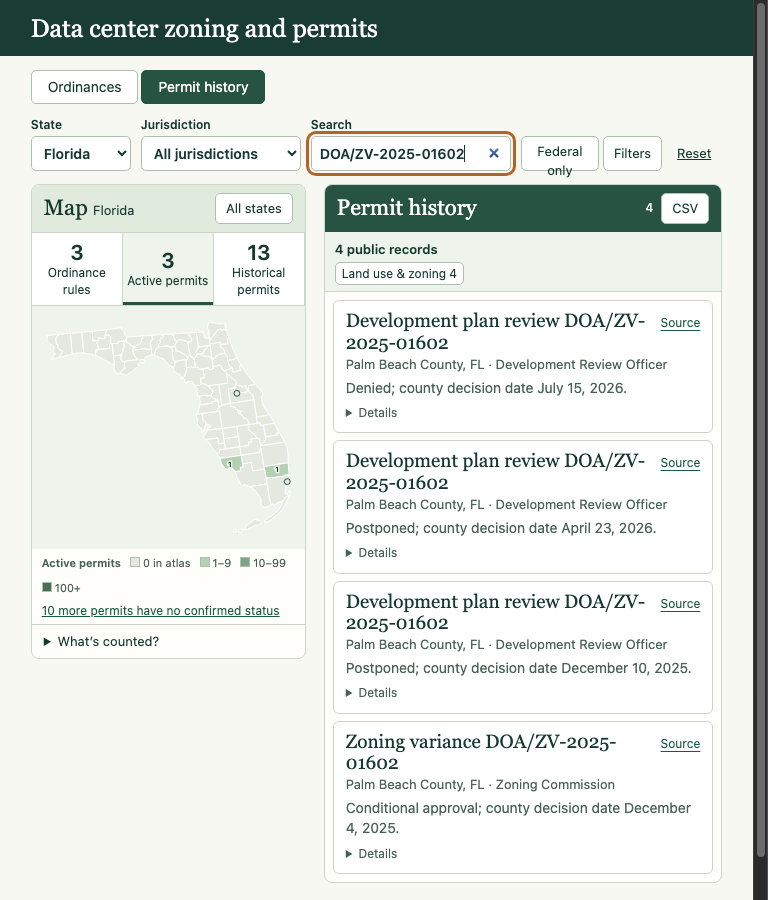 Data center zoning and permits
Ordinances
Permit history
State
Jurisdiction
Search
Florida
All jurisdictions
DOA/ZV-2025-01602
Federal
only
Filters
Reset
Map Florida
All states
3
Ordinance
rules
3
Active permits
13
Historical
permits
1
1
Active permits
0 in atlas
1–9
10–99
100+
10 more permits have no confirmed status
What's counted?
Permit history
4
CSV
4 public records
Land use & zoning 4
Development plan review DOA/ZV-
2025-01602
Source
Palm Beach County, FL · Development Review Officer
Denied; county decision date July 15, 2026.
Details
Development plan review DOA/ZV-
2025-01602
Source
Palm Beach County, FL · Development Review Officer
Postponed; county decision date April 23, 2026.
Details
Development plan review DOA/ZV-
2025-01602
Source
Palm Beach County, FL · Development Review Officer
Postponed; county decision date December 10, 2025.
Details
Zoning variance DOA/ZV-2025-
01602
Source
Palm Beach County, FL · Zoning Commission
Conditional approval; county decision date December
4, 2025.
Details